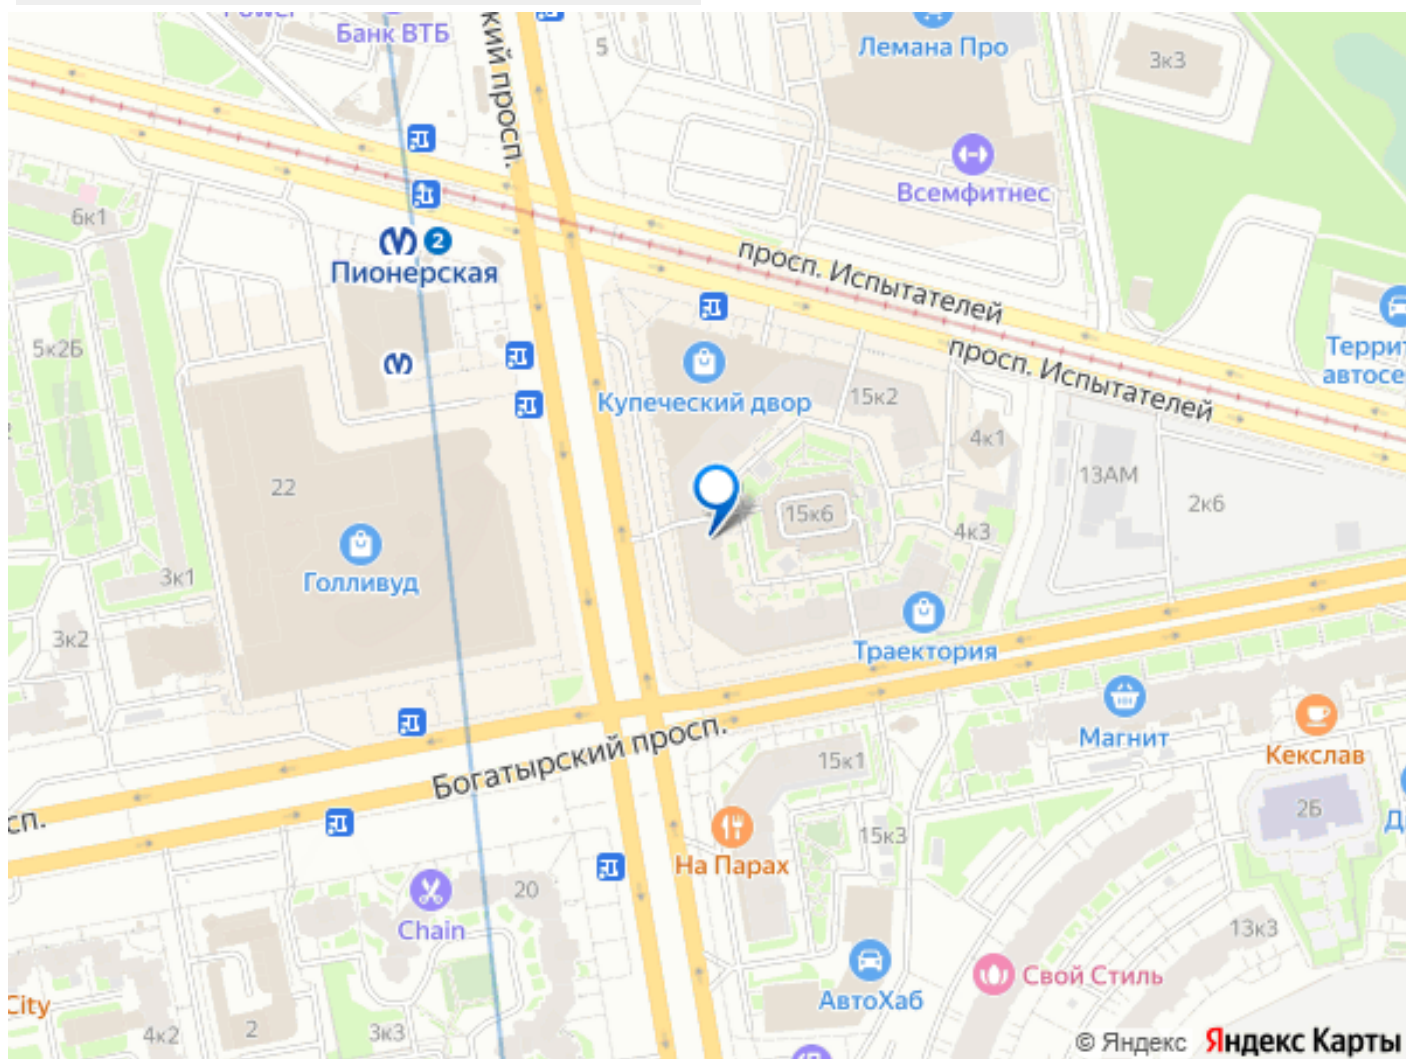 Банк ВТБ
кий просп.
5
Лемана Про
3к3
Всемфитнес
6к1
2
Пионерская
просп. Испытателей
просп. Испытателей
5к2Б
Купеческий двор
15к2
4к1
13АМ
2к6
22
15к6
4к3
Голливуд
3к1
3к2
Траектория
Магнит
Кекслав
Богатырский просп.
15к1
2Б
сп.
На Парах
15к3
20
Chain
13к3
Свой Стиль
АвтоХаб
City
4к2
2
3к3
© Яндекс Яндекс Карты